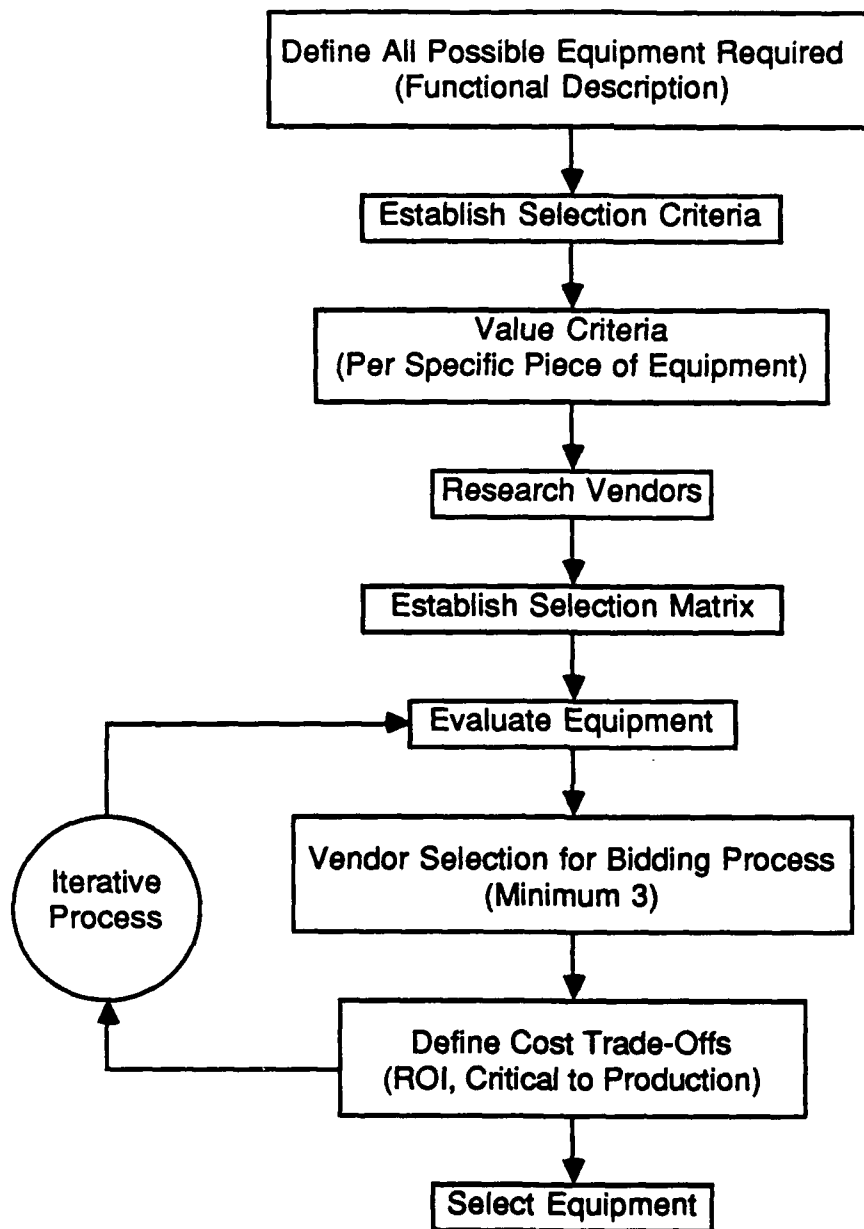 Define All Possible Equipment Required
(Functional Description)
Establish Selection Criteria
Value Criteria
(Per Specific Piece of Equipment)
Research Vendors
Establish Selection Matrix
Evaluate Equipment
Vendor Selection for Bidding Process
(Minimum 3)
Iterative
Process
Define Cost Trade-Offs
(ROI, Critical to Production)
Select Equipment